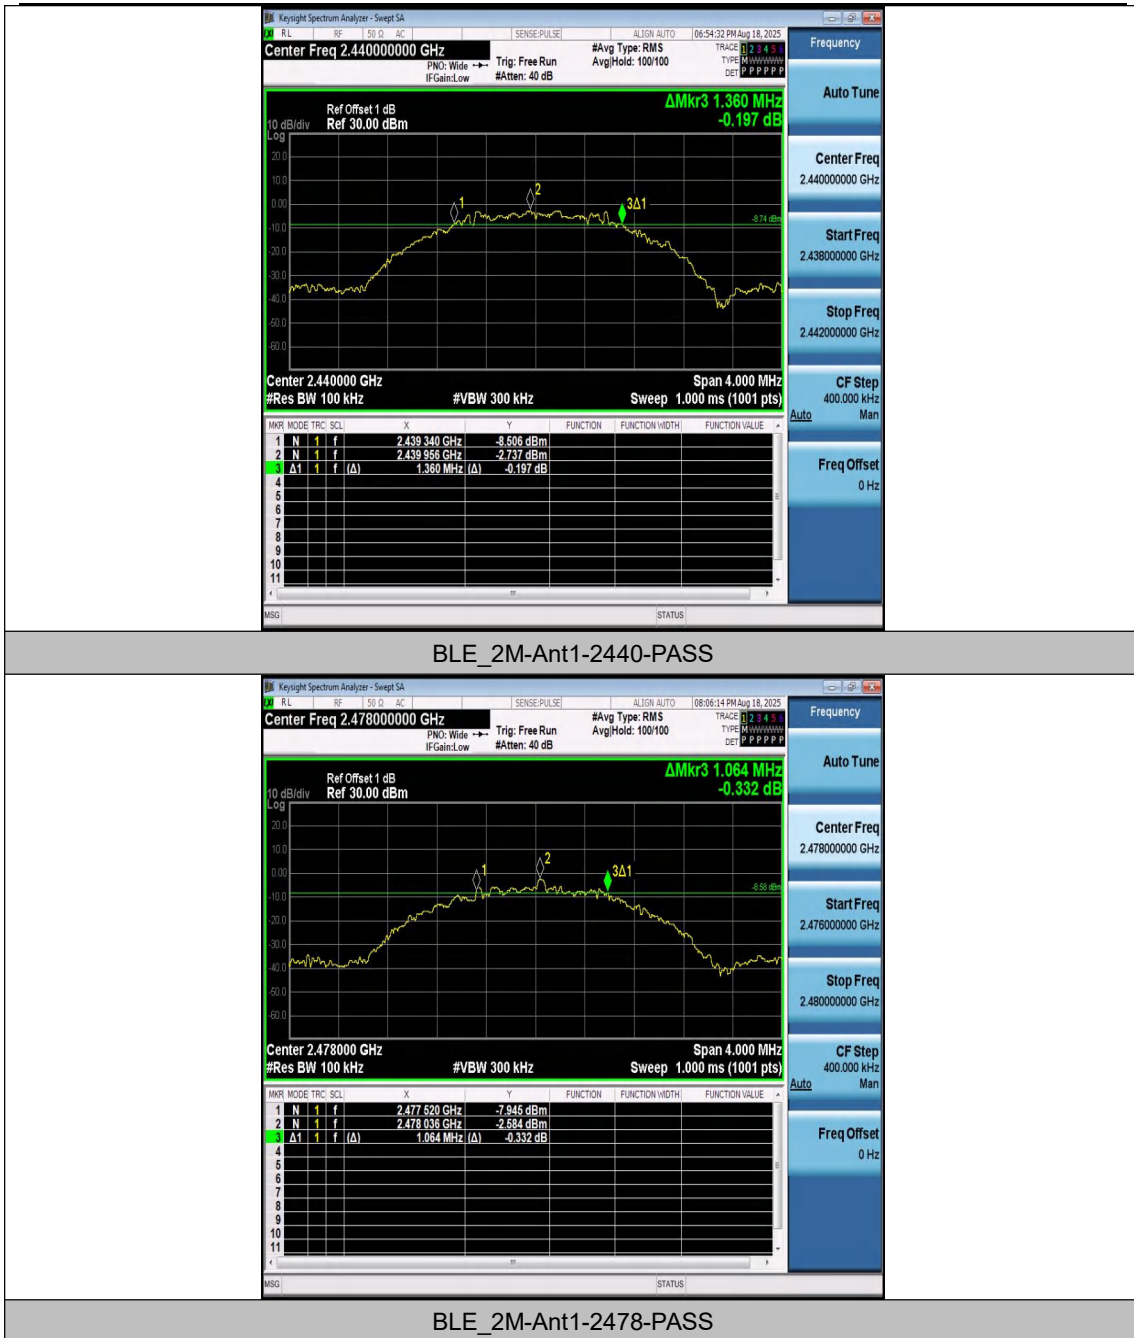 Keysight Spectrum Analyzer - Swept SA
RL RF 50 Ω AC SENSE:PULSE ALIGN AUTO 06:54:32 PM Aug 18, 2025
Center Freq 2.440000000 GHz #Avg Type: RMS TRACE 1 2 3 4 5 6
PNO: Wide Trig: Free Run Avg|Hold: 100/100 TYPE M WWWWW
IFGain:Low #Atten: 40 dB DET P P P P P P
Frequency
Auto Tune
ΔMkr3 1.360 MHz
-0.197 dB
Ref Offset 1 dB
10 dB/div Ref 30.00 dBm
Log
20.0
10.0
0.00
-10.0
-20.0
-30.0
-40.0
-50.0
-60.0
1
2
3Δ1
-8.74 dBm
Center 2.440000 GHz Span 4.000 MHz
#Res BW 100 kHz #VBW 300 kHz Sweep 1.000 ms (1001 pts)
Center Freq
2.440000000 GHz
Start Freq
2.438000000 GHz
Stop Freq
2.442000000 GHz
CF Step
400.000 kHz
Auto Man
Freq Offset
0 Hz
MKR MODE TRC SCL X Y FUNCTION FUNCTION WIDTH FUNCTION VALUE
1 N 1 f 2.439 340 GHz -8.506 dBm
2 N 1 f 2.439 956 GHz -2.737 dBm
3 Δ1 1 f (Δ) 1.360 MHz (Δ) -0.197 dB
4
5
6
7
8
9
10
11
MSG STATUS
BLE_2M-Ant1-2440-PASS
Keysight Spectrum Analyzer - Swept SA
RL RF 50 Ω AC SENSE:PULSE ALIGN AUTO 08:06:14 PM Aug 18, 2025
Center Freq 2.478000000 GHz #Avg Type: RMS TRACE 1 2 3 4 5 6
PNO: Wide Trig: Free Run Avg|Hold: 100/100 TYPE M WWWWW
IFGain:Low #Atten: 40 dB DET P P P P P P
Frequency
Auto Tune
ΔMkr3 1.064 MHz
-0.332 dB
Ref Offset 1 dB
10 dB/div Ref 30.00 dBm
Log
20.0
10.0
0.00
-10.0
-20.0
-30.0
-40.0
-50.0
-60.0
1
2
3Δ1
-8.58 dBm
Center 2.478000 GHz Span 4.000 MHz
#Res BW 100 kHz #VBW 300 kHz Sweep 1.000 ms (1001 pts)
Center Freq
2.478000000 GHz
Start Freq
2.476000000 GHz
Stop Freq
2.480000000 GHz
CF Step
400.000 kHz
Auto Man
Freq Offset
0 Hz
MKR MODE TRC SCL X Y FUNCTION FUNCTION WIDTH FUNCTION VALUE
1 N 1 f 2.477 520 GHz -7.945 dBm
2 N 1 f 2.478 036 GHz -2.584 dBm
3 Δ1 1 f (Δ) 1.064 MHz (Δ) -0.332 dB
4
5
6
7
8
9
10
11
MSG STATUS
BLE_2M-Ant1-2478-PASS